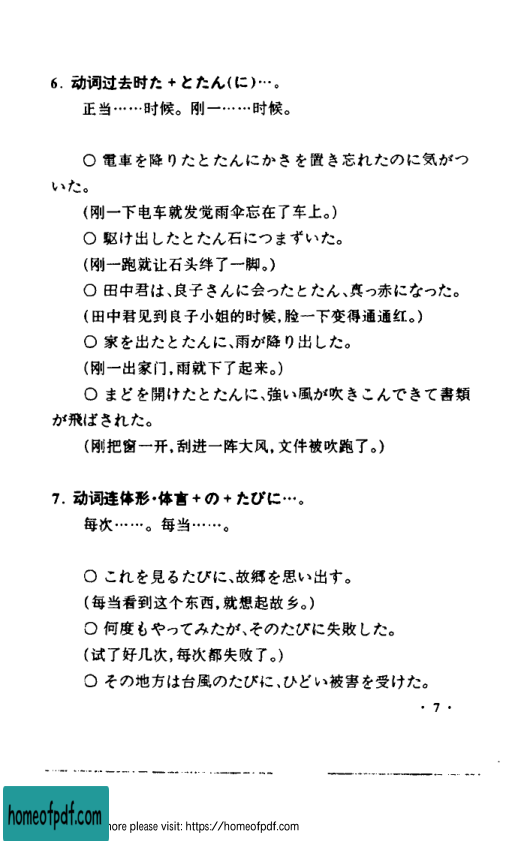 6. 动词过去时た+とたん(に)…。
正当……时候。刚一……时候。
○ 電車を降りたとたんにかさを置き忘れたのに気がつ
いた。
(刚一下电车就发觉雨伞忘在了车上。)
○ 駆け出したとたん石につまずいた。
(刚一跑就让石头绊了一脚。)
○ 田中君は、良子さんに会ったとたん、真っ赤になった。
(田中君见到良子小姐的时候,脸一下变得通通红。)
○ 家を出たとたんに、雨が降り出した。
(刚一出家门,雨就下了起来。)
○ まどを開けたとたんに、強い風が吹きこんできて書類
が飛ばされた。
(刚把窗一开,刮进一阵大风,文件被吹跑了。)
7. 动词连体形·体言+の+たびに…。
每次……。每当……。
○ これを見るたびに、故郷を思い出す。
(每当看到这个东西,就想起故乡。)
○ 何度もやってみたが、そのたびに失敗した。
(试了好几次,每次都失败了。)
○ その地方は台風のたびに、ひどい被害を受けた。
· 7 ·
homeofpdf.com
more please visit: https://homeofpdf.com